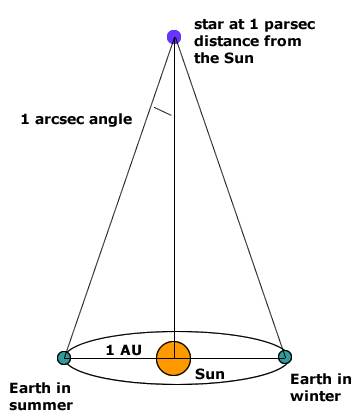 star at 1 parsec
distance from
the Sun
1 arcsec angle
1 AU
Sun
Earth in
summer
Earth in
winter